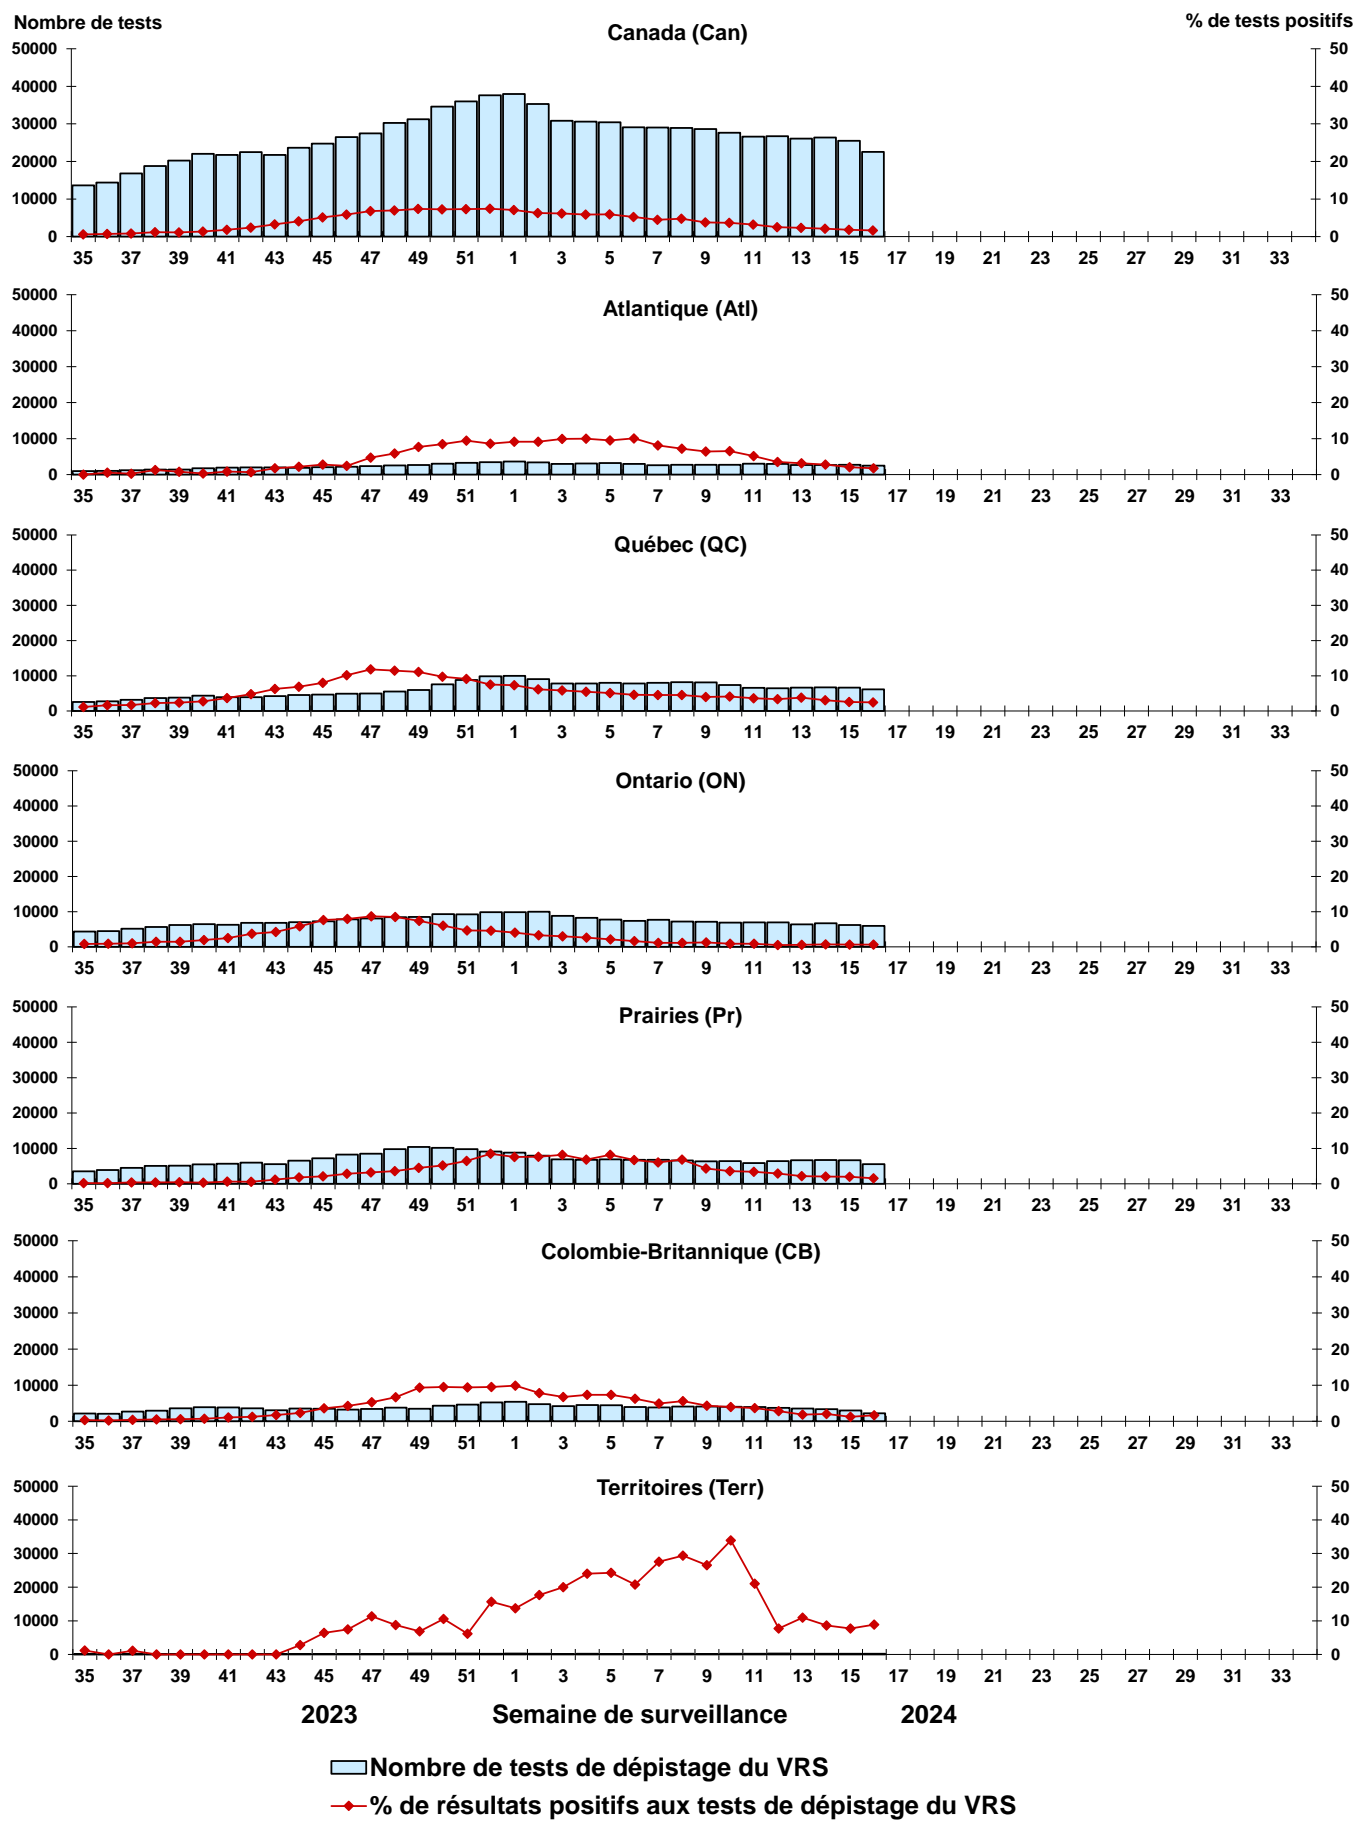 Nombre de tests
% de tests positifs
Canada (Can)
50000 50
40000 40
30000 30
20000 20
10000 10
0 0
35 37 39 41 43 45 47 49 51 1 3 5 7 9 11 13 15 17 19 21 23 25 27 29 31 33
Atlantique (Atl)
50000 50
40000 40
30000 30
20000 20
10000 10
0 0
35 37 39 41 43 45 47 49 51 1 3 5 7 9 11 13 15 17 19 21 23 25 27 29 31 33
Québec (QC)
50000 50
40000 40
30000 30
20000 20
10000 10
0 0
35 37 39 41 43 45 47 49 51 1 3 5 7 9 11 13 15 17 19 21 23 25 27 29 31 33
Ontario (ON)
50000 50
40000 40
30000 30
20000 20
10000 10
0 0
35 37 39 41 43 45 47 49 51 1 3 5 7 9 11 13 15 17 19 21 23 25 27 29 31 33
Prairies (Pr)
50000 50
40000 40
30000 30
20000 20
10000 10
0 0
35 37 39 41 43 45 47 49 51 1 3 5 7 9 11 13 15 17 19 21 23 25 27 29 31 33
Colombie-Britannique (CB)
50000 50
40000 40
30000 30
20000 20
10000 10
0 0
35 37 39 41 43 45 47 49 51 1 3 5 7 9 11 13 15 17 19 21 23 25 27 29 31 33
Territoires (Terr)
50000 50
40000 40
30000 30
20000 20
10000 10
0 0
35 37 39 41 43 45 47 49 51 1 3 5 7 9 11 13 15 17 19 21 23 25 27 29 31 33
2023 Semaine de surveillance 2024
Nombre de tests de dépistage du VRS
% de résultats positifs aux tests de dépistage du VRS